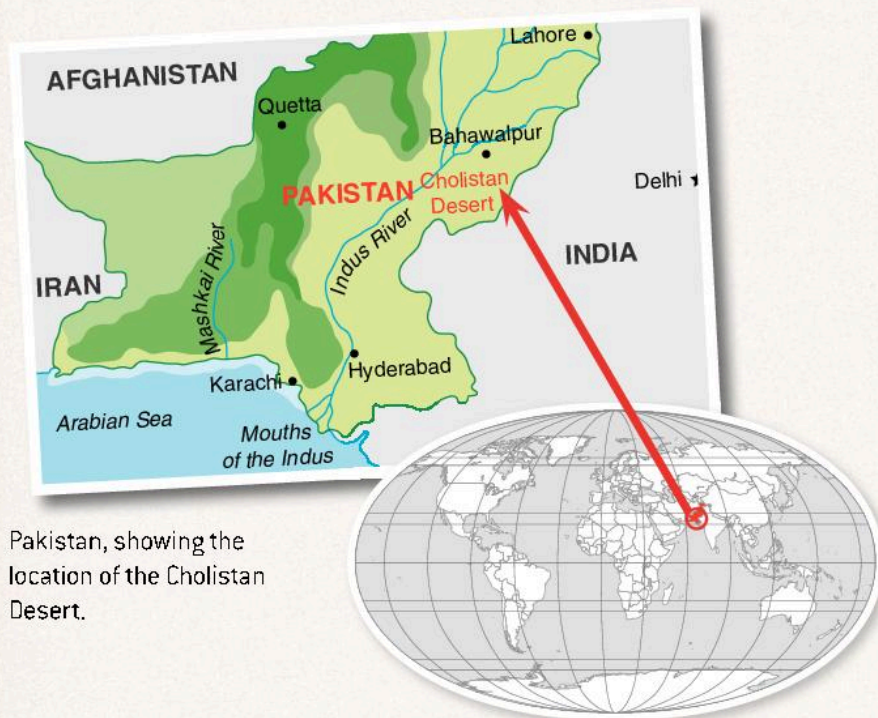 Lahore
AFGHANISTAN
Quetta
Bahawalpur
PAKISTAN
Cholistan
Desert
Delhi
Indus River
INDIA
Mashkai River
IRAN
Hyderabad
Karachi
Arabian Sea
Mouths
of the Indus
Pakistan, showing the
location of the Cholistan
Desert.